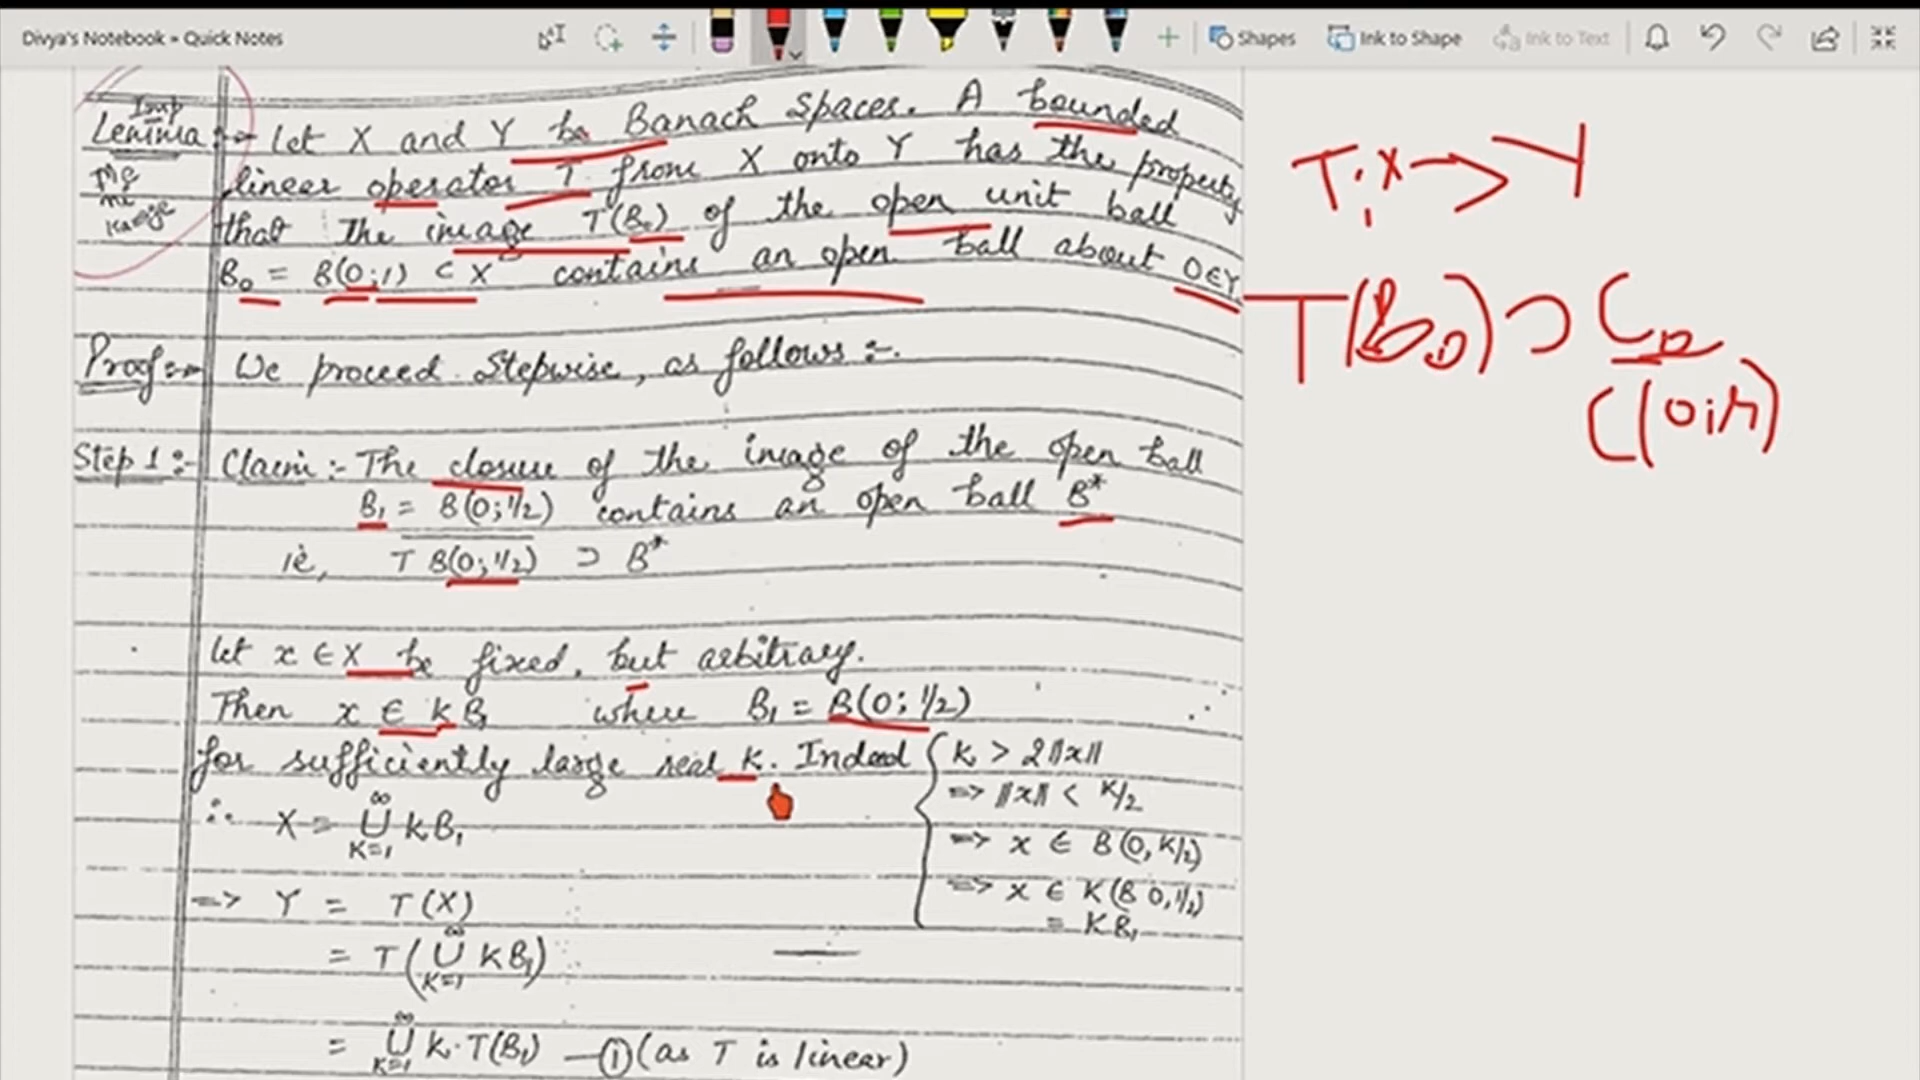 Divya's Notebook » Quick Notes
Shapes
Ink to Shape
Ink to Text
Imp
Lemma :- Let X and Y be Banach Spaces. A bounded
linear operator T from X onto Y has the property
that the image T(B₀) of the open unit ball
B₀ = B(0;1) ⊂ X contains an open ball about 0∈Y.
Proof:- We proceed stepwise, as follows :-
Step 1:- Claim:- The closure of the image of the open ball
B₁ = B(0;1/2) contains an open ball B*
ie, T B(0;1/2) ⊃ B*
let x ∈ X be fixed, but arbitrary.
Then x ∈ k B₁ where B₁ = B(0; 1/2)
for sufficiently large real k. Indeed
k > 2||x||
=> ||x|| < K/2
=> x ∈ B(0, K/2)
=> x ∈ K(B 0,1/2)
= KB₁
∴ X = ∞ ∪ K=1 kB₁
=> Y = T(X)
= T(∞ ∪ K=1 KB₁)
= ∞ ∪ K=1 k·T(B₁) —① (as T is linear)
T: X → Y
T(B₀) ⊃ C₀
C(0;r)